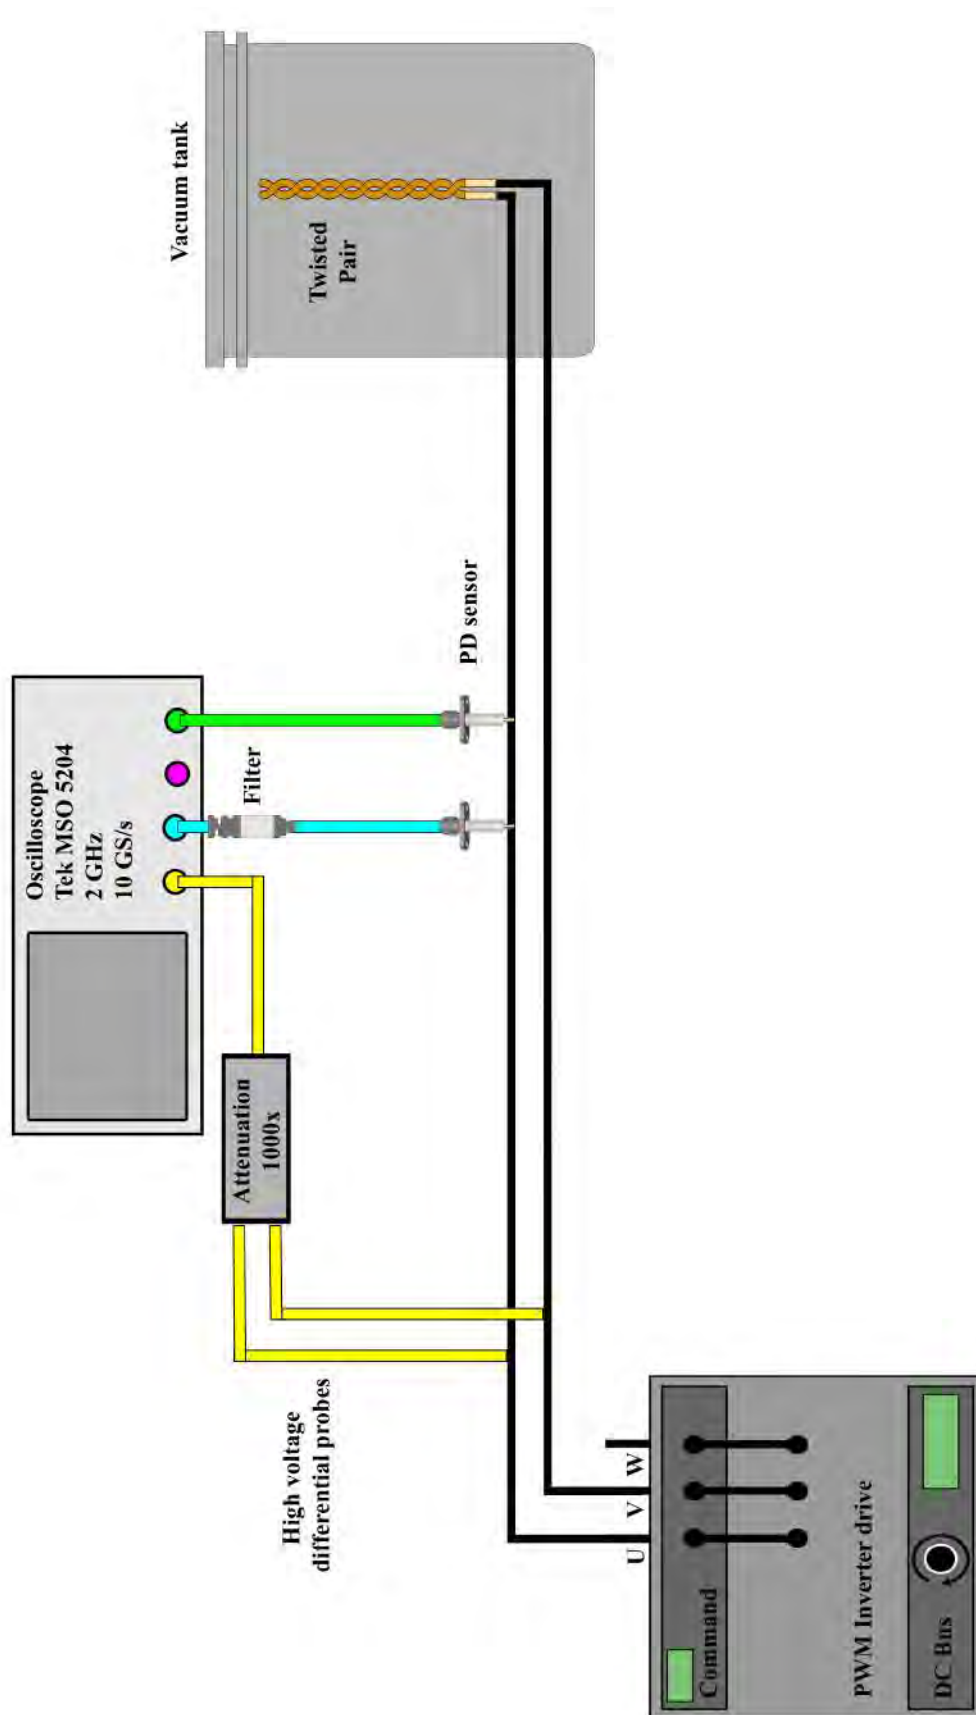 Oscilloscope
Tek MSO 5204
2 GHz
10 GS/s
Vacuum tank
Attenuation
1000x
Filter
Twisted
Pair
High voltage
differential probes
PD sensor
U
V
W
Command
PWM Inverter drive
DC Bus